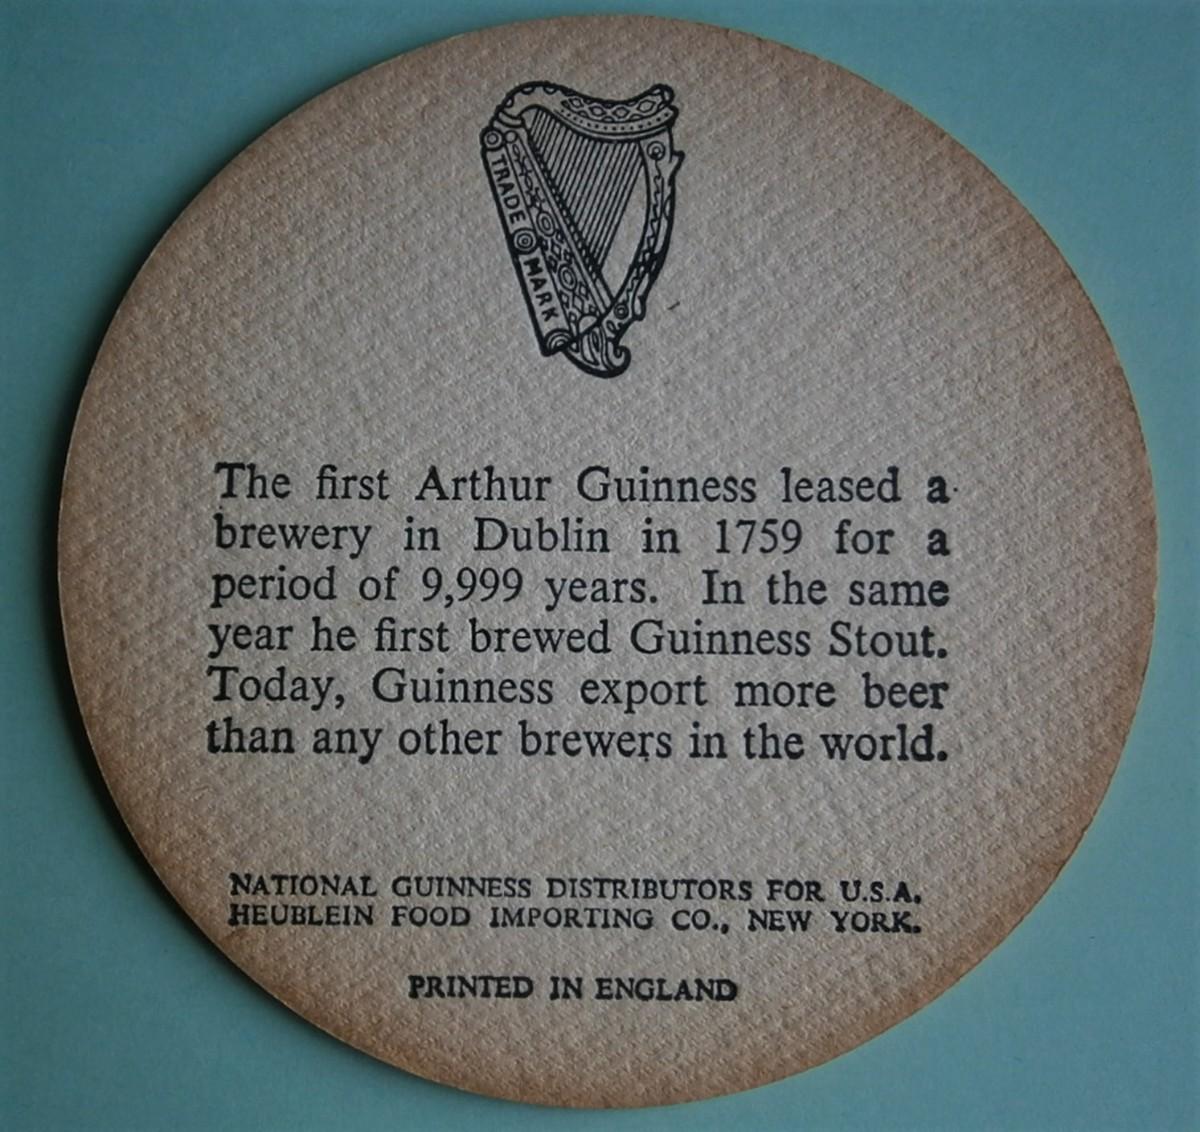 TRADE MARK
The first Arthur Guinness leased a
brewery in Dublin in 1759 for a
period of 9,999 years. In the same
year he first brewed Guinness Stout.
Today, Guinness export more beer
than any other brewers in the world.
NATIONAL GUINNESS DISTRIBUTORS FOR U.S.A.
HEUBLEIN FOOD IMPORTING CO., NEW YORK.
PRINTED IN ENGLAND